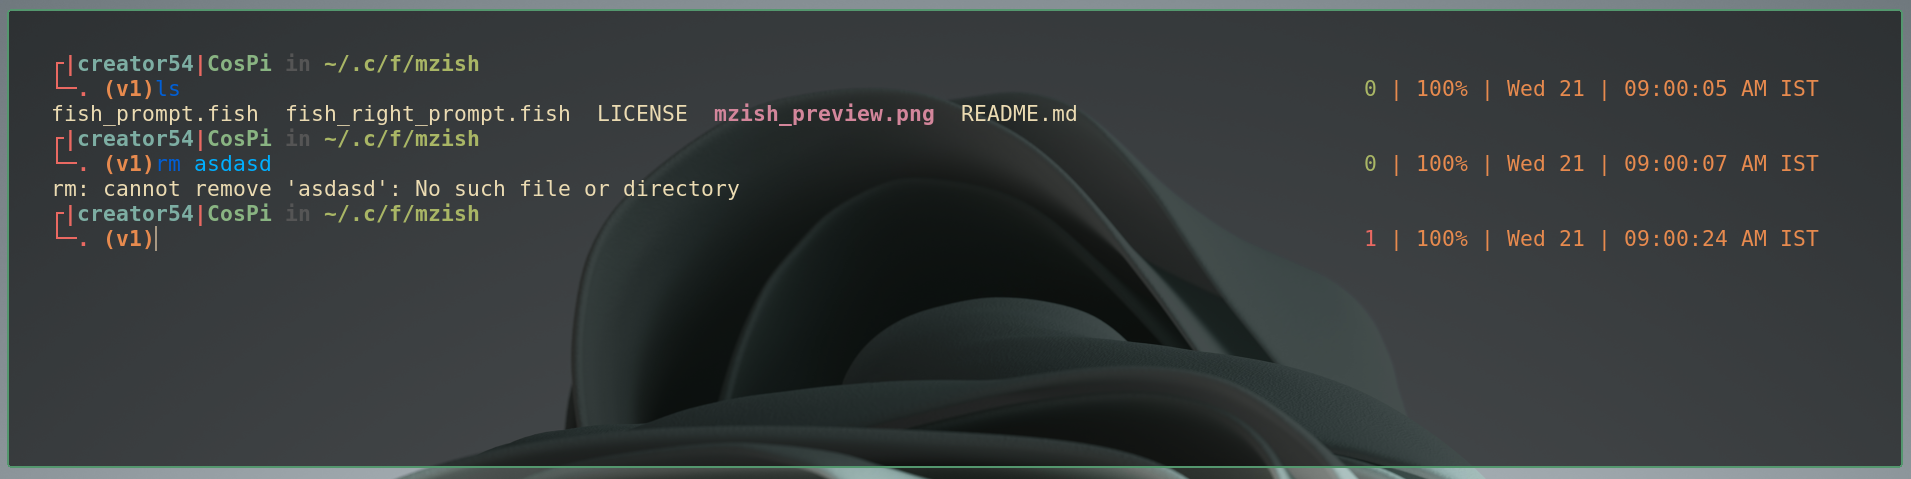 ┌|creator54|CosPi in ~/.c/f/mzish
└─. (v1)ls 0 | 100% | Wed 21 | 09:00:05 AM IST
fish_prompt.fish  fish_right_prompt.fish  LICENSE  mzish_preview.png  README.md
┌|creator54|CosPi in ~/.c/f/mzish
└─. (v1)rm asdasd 0 | 100% | Wed 21 | 09:00:07 AM IST
rm: cannot remove 'asdasd': No such file or directory
┌|creator54|CosPi in ~/.c/f/mzish
└─. (v1) 1 | 100% | Wed 21 | 09:00:24 AM IST